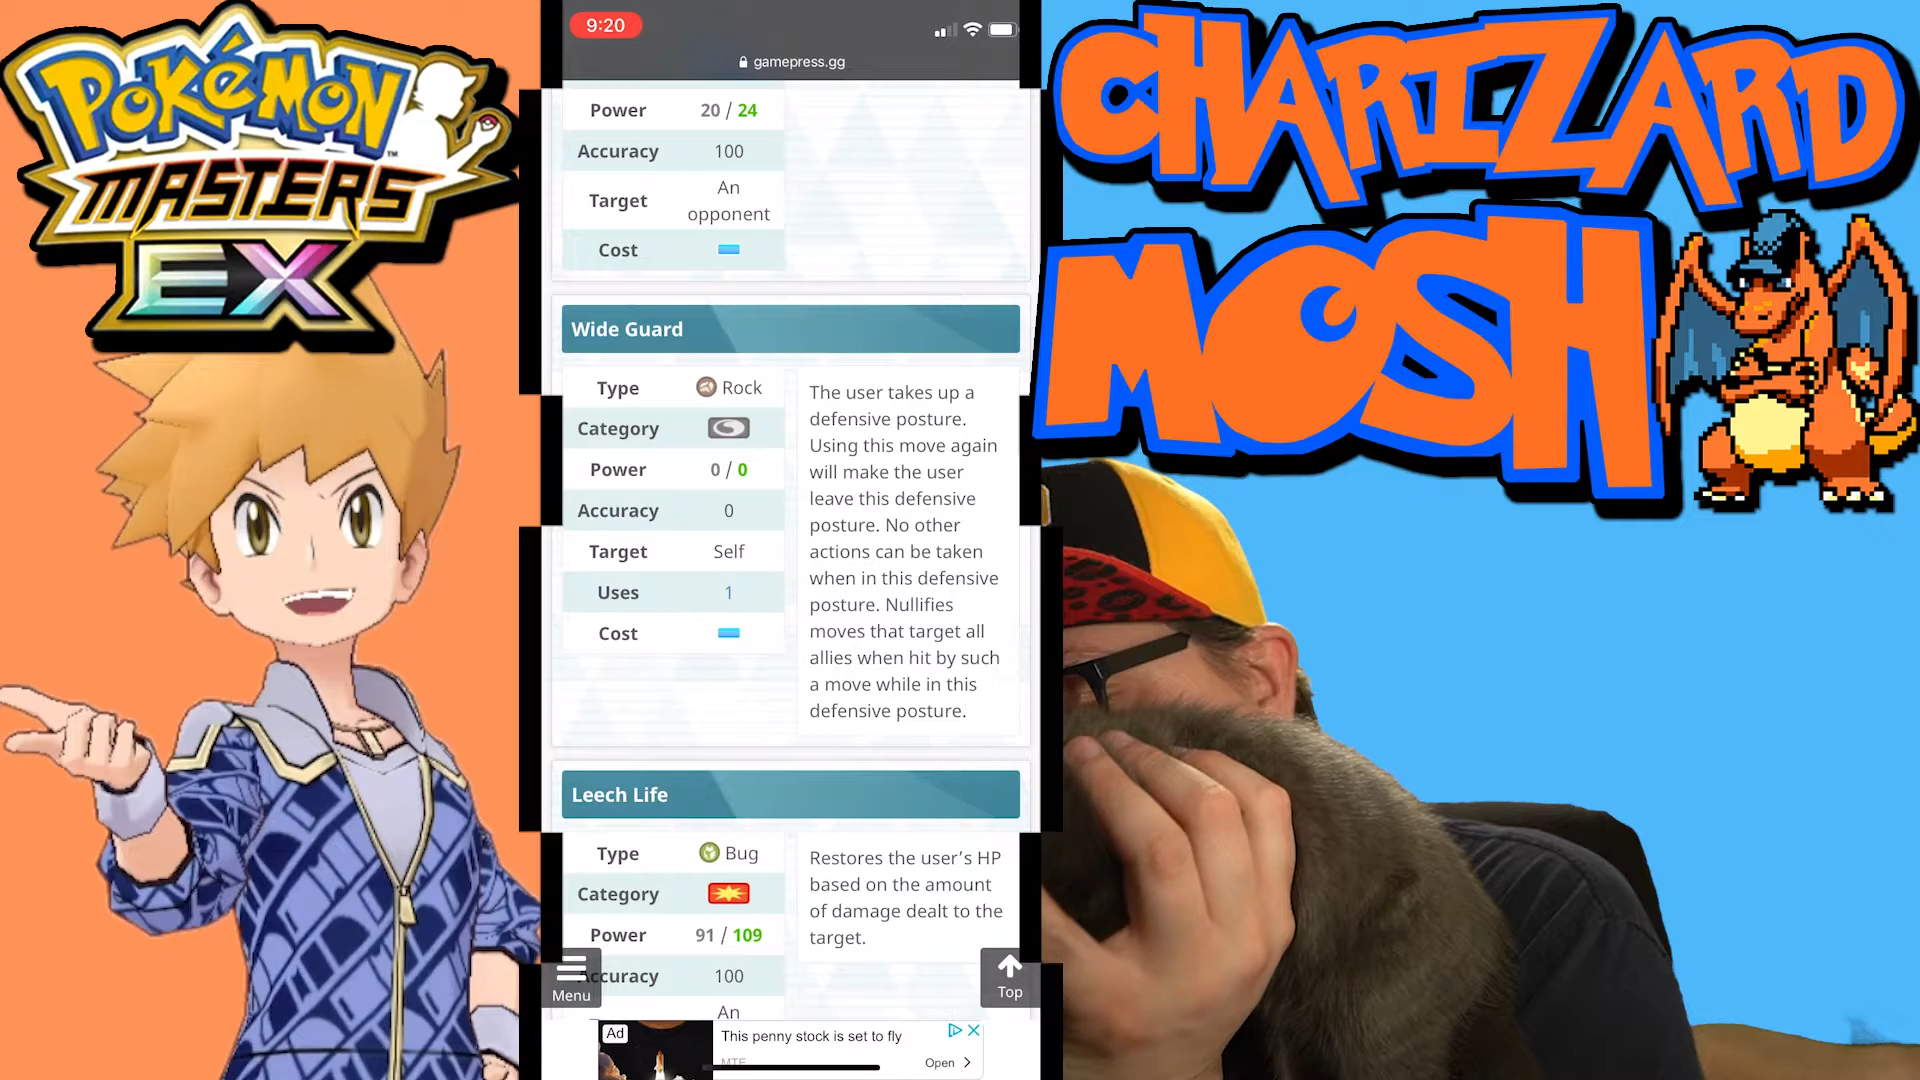 POKéMON
MASTERS
EX
CHARIZARD
MOSH
9:20
gamepress.gg
Power 20 / 24
Accuracy 100
Target An opponent
Cost
Wide Guard
Type Rock
Category
Power 0 / 0
Accuracy 0
Target Self
Uses 1
Cost
The user takes up a
defensive posture.
Using this move again
will make the user
leave this defensive
posture. No other
actions can be taken
when in this defensive
posture. Nullifies
moves that target all
allies when hit by such
a move while in this
defensive posture.
Leech Life
Type Bug
Category
Power 91 / 109
Accuracy 100
An
Restores the user's HP
based on the amount
of damage dealt to the
target.
Menu
Top
Ad
This penny stock is set to fly
MTE
Open